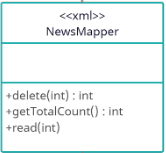 <<xml>>
NewsMapper
+delete(int) : int
+getTotalCount() : int
+read(int)